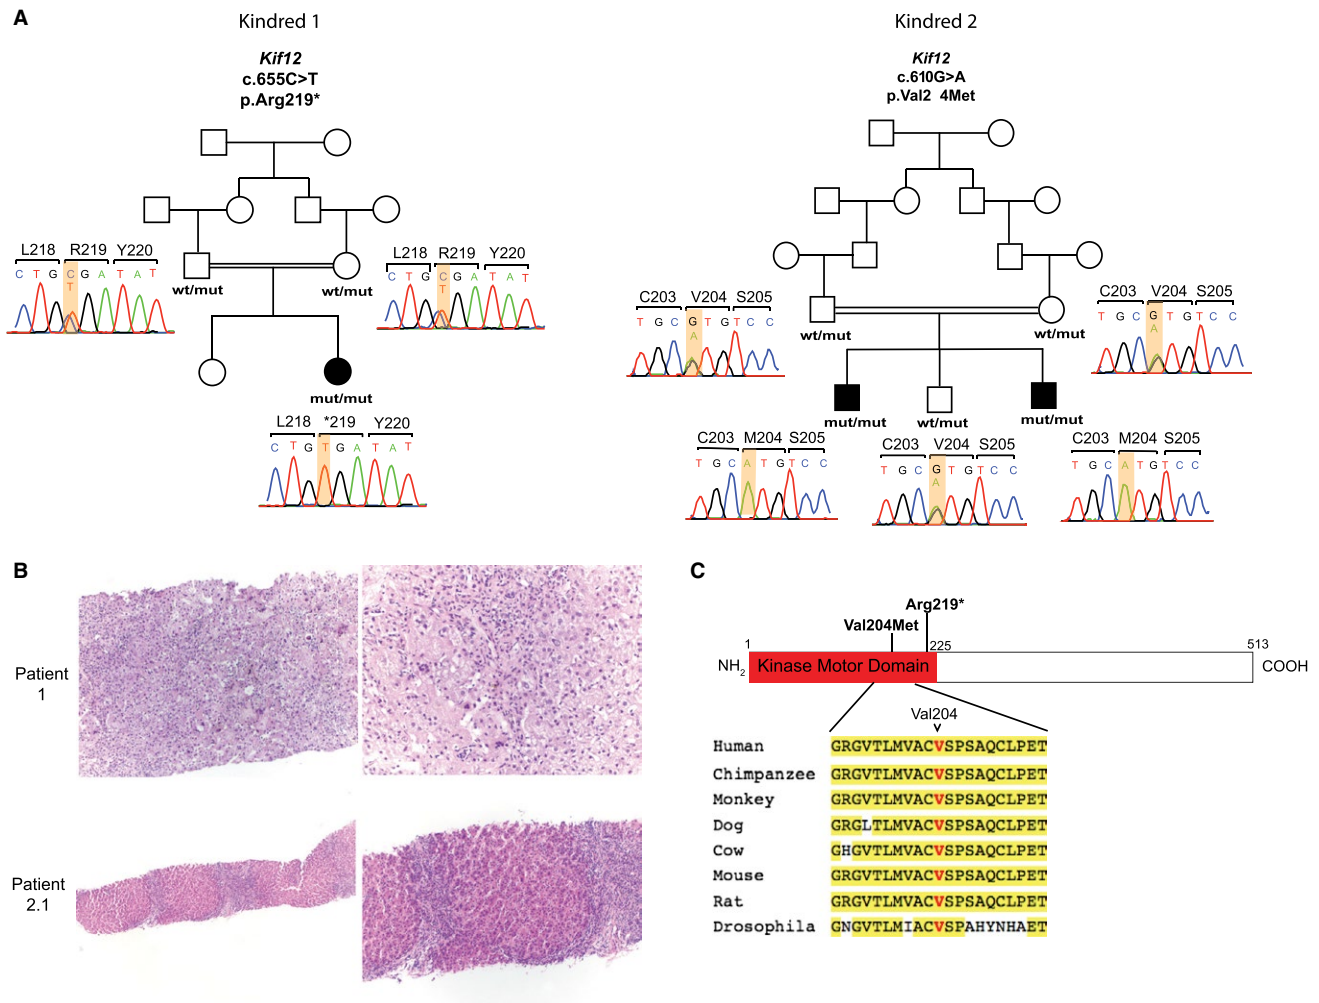 A
Kindred 1
Kif12
c.655C>T
p.Arg219*
L218 R219 Y220
C T G C G A T A T
T
wt/mut
wt/mut
L218 R219 Y220
C T G C G A T A T
T
mut/mut
L218 *219 Y220
C T G T G A T A T
Kindred 2
Kif12
c.610G>A
p.Val2 4Met
C203 V204 S205
T G C G T G T C C
A
wt/mut
wt/mut
C203 V204 S205
T G C G T G T C C
A
mut/mut
wt/mut
mut/mut
C203 M204 S205
T G C A T G T C C
C203 V204 S205
T G C G T G T C C
A
C203 M204 S205
T G C A T G T C C
B
Patient
1
Patient
2.1
C
Arg219*
Val204Met
1 225 513
NH2 Kinase Motor Domain COOH
Val204
Human GRGVTLMVACVSPSAQCLPET
Chimpanzee GRGVTLMVACVSPSAQCLPET
Monkey GRGVTLMVACVSPSAQCLPET
Dog GRGLTLMVACVSPSAQCLPET
Cow GHGVTLMVACVSPSAQCLPET
Mouse GRGVTLMVACVSPSAQCLPET
Rat GRGVTLMVACVSPSAQCLPET
Drosophila GNGVTLMIACVSPAHYNHAET